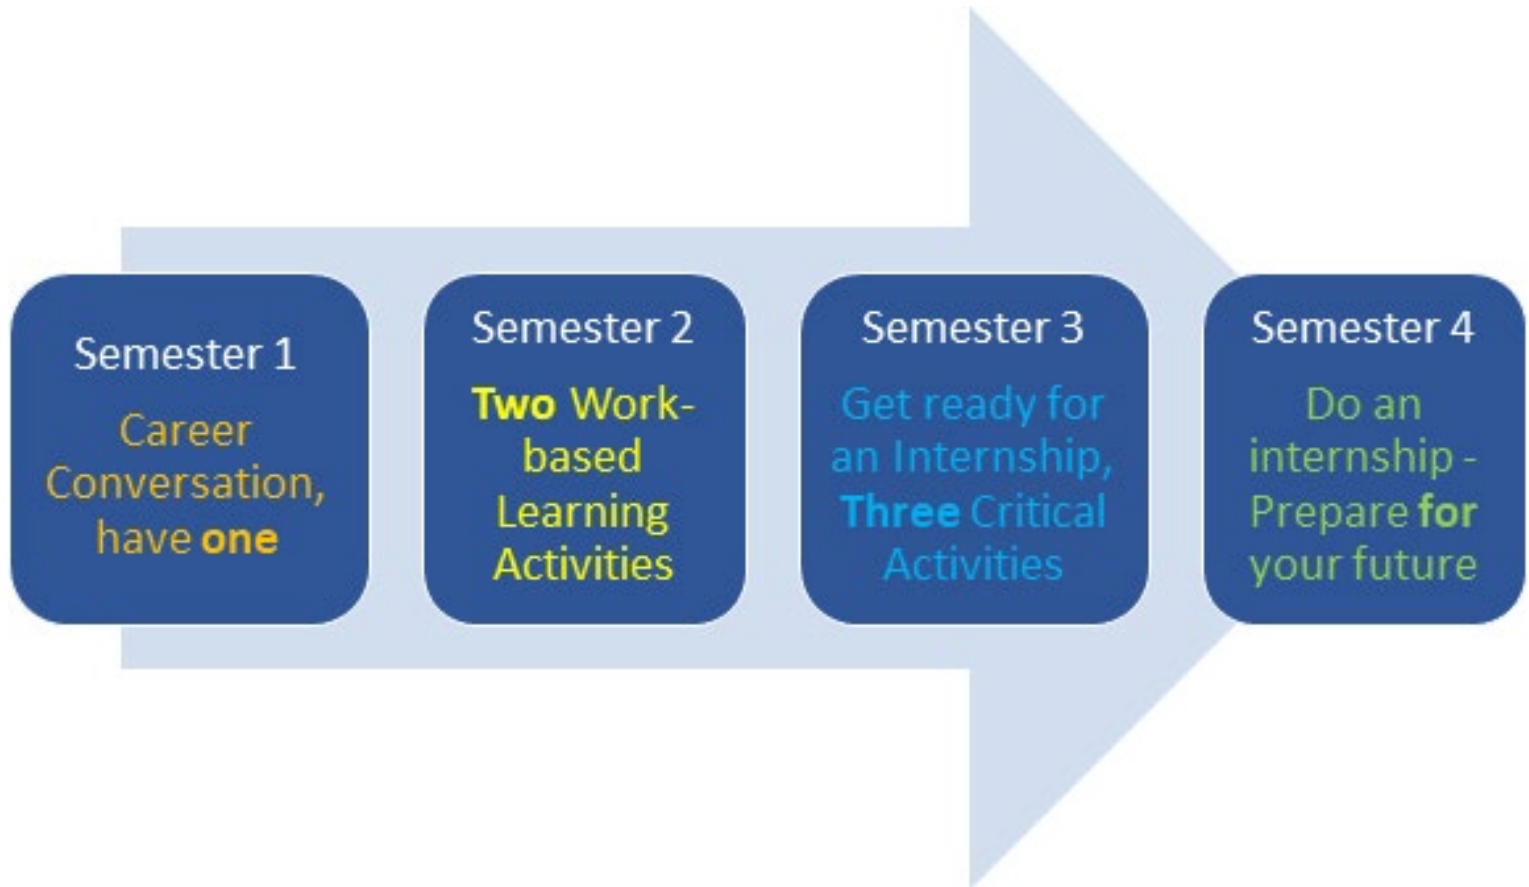 Semester 1
Career
Conversation,
have one
Semester 2
Two Work-
based
Learning
Activities
Semester 3
Get ready for
an Internship,
Three Critical
Activities
Semester 4
Do an
internship -
Prepare for
your future